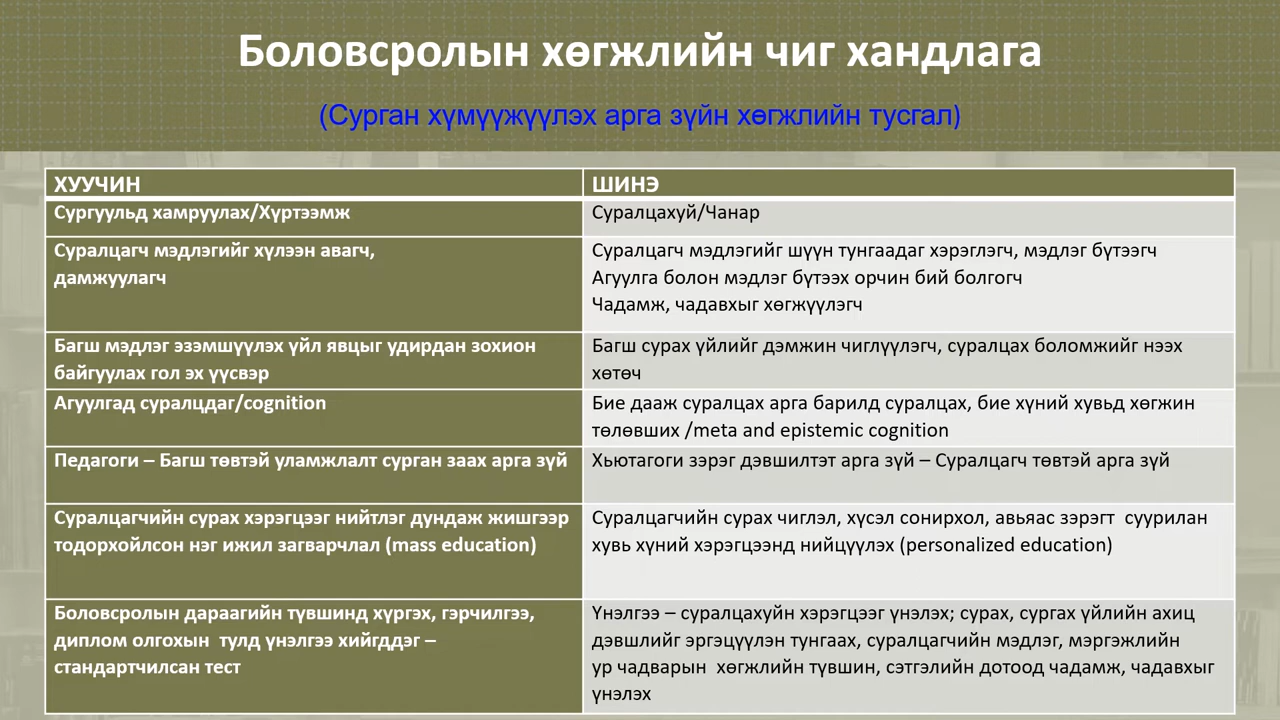 Боловсролын хөгжлийн чиг хандлага
(Сурган хүмүүжүүлэх арга зүйн хөгжлийн тусгал)
ХУУЧИН
ШИНЭ
Сургуульд хамруулах/Хүртээмж
Суралцахуй/Чанар
Суралцагч мэдлэгийг хүлээн авагч,
дамжуулагч
Суралцагч мэдлэгийг шүүн тунгаадаг хэрэглэгч, мэдлэг бүтээгч
Агуулга болон мэдлэг бүтээх орчин бий болгогч
Чадамж, чадавхыг хөгжүүлэгч
Багш мэдлэг эзэмшүүлэх үйл явцыг удирдан зохион
байгуулах гол эх үүсвэр
Багш сурах үйлийг дэмжин чиглүүлэгч, суралцах боломжийг нээх
хөтөч
Агуулгад суралцдаг/cognition
Бие дааж суралцах арга барилд суралцах, бие хүний хувьд хөгжин
төлөвших /meta and epistemic cognition
Педагоги – Багш төвтэй уламжлалт сурган заах арга зүй
Хьютагоги зэрэг дэвшилтэт арга зүй – Суралцагч төвтэй арга зүй
Суралцагчийн сурах хэрэгцээг нийтлэг дундаж жишгээр
тодорхойлсон нэг ижил загварчлал (mass education)
Суралцагчийн сурах чиглэл, хүсэл сонирхол, авьяас зэрэгт  суурилан
хувь хүний хэрэгцээнд нийцүүлэх (personalized education)
Боловсролын дараагийн түвшинд хүргэх, гэрчилгээ,
диплом олгохын  тулд үнэлгээ хийгддэг –
стандартчилсан тест
Үнэлгээ – суралцахуйн хэрэгцээг үнэлэх; сурах, сургах үйлийн ахиц
дэвшлийг эргэцүүлэн тунгаах, суралцагчийн мэдлэг, мэргэжлийн
ур чадварын  хөгжлийн түвшин, сэтгэлийн дотоод чадамж, чадавхыг
үнэлэх